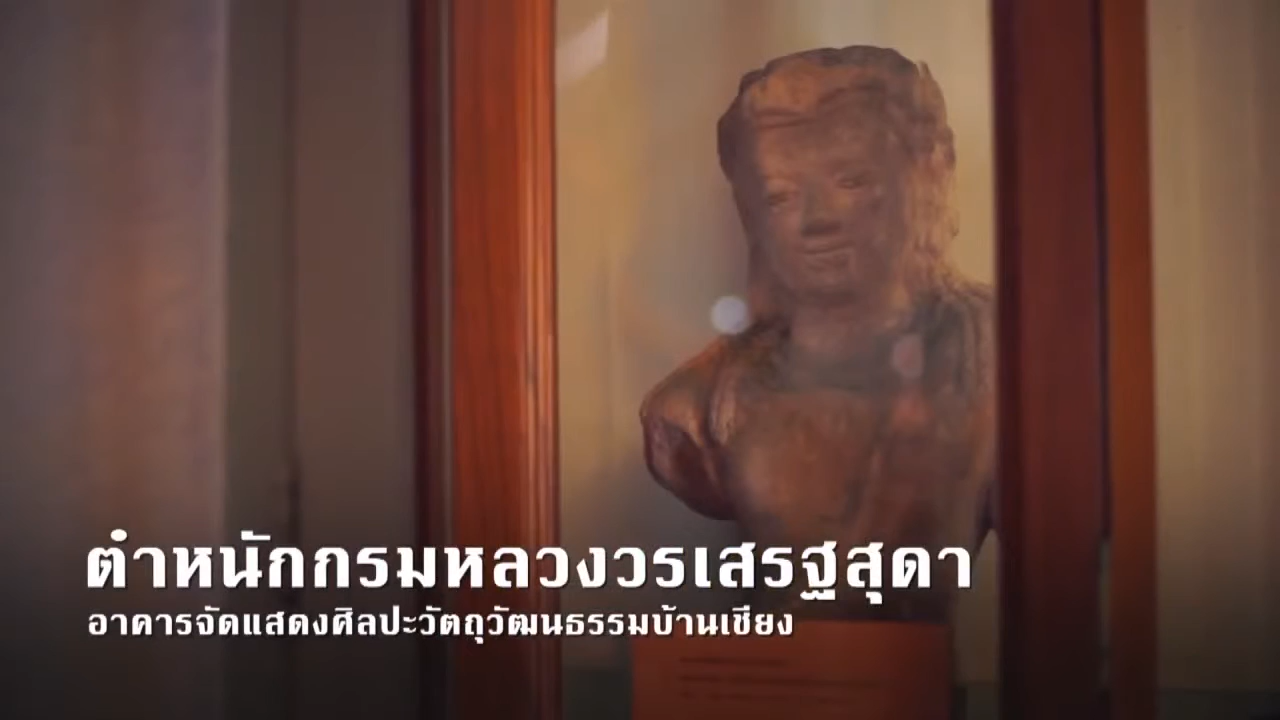 ตำหนักกรมหลวงวรเสรฐสุดา
อาคารจัดแสดงศิลปะวัตถุวัฒนธรรมบ้านเชียง